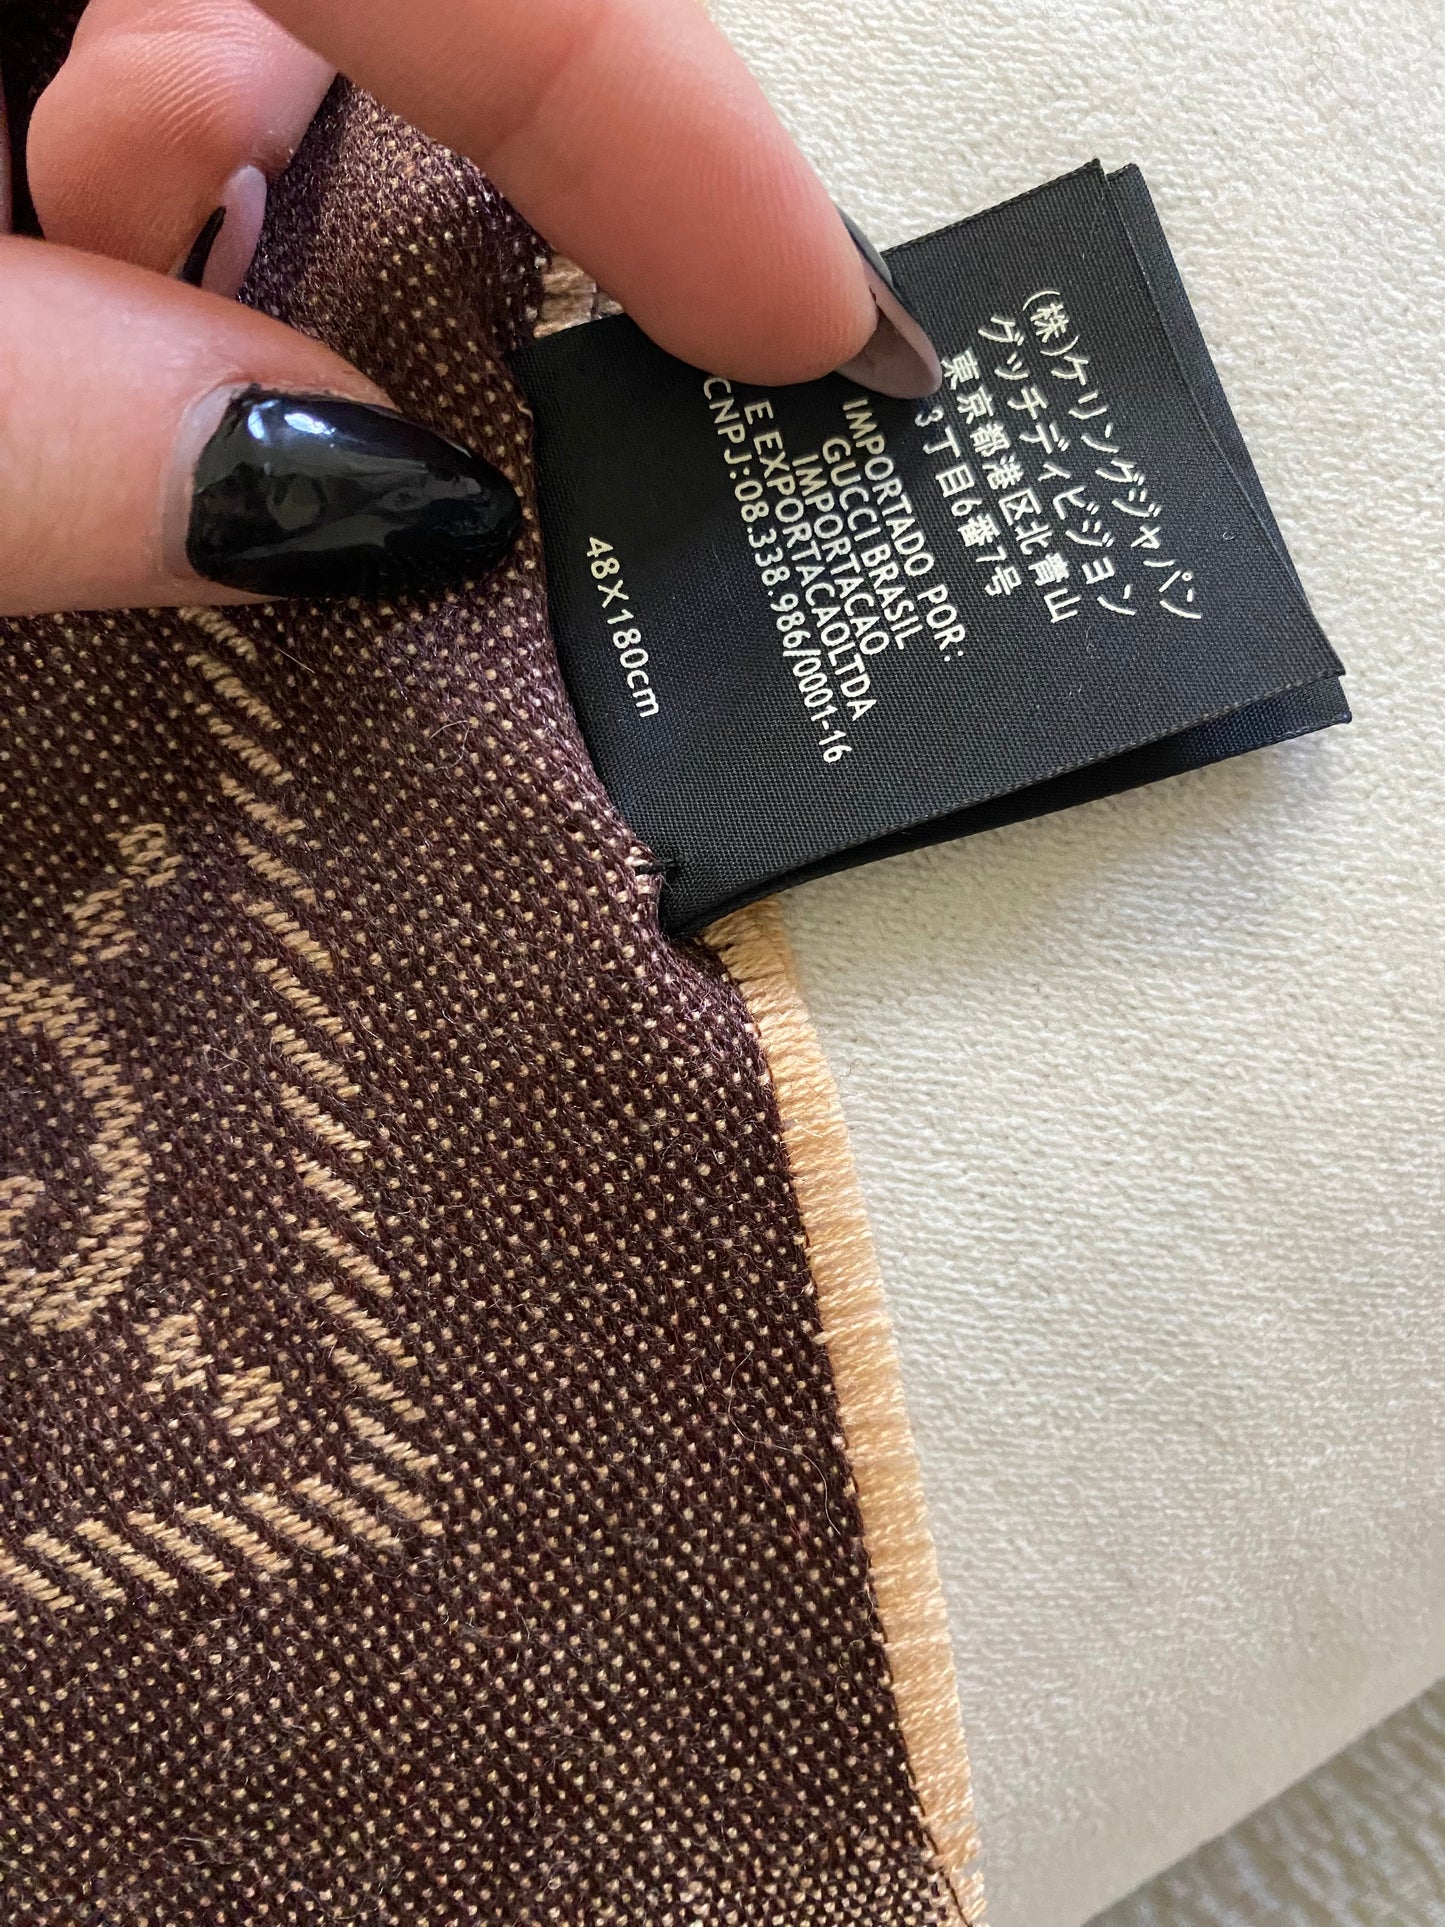 (株)ケリングジャパン
グッチディビジョン
東京都港区北青山
3丁目6番7号
IMPORTADO POR:
GUCCI BRASIL
IMPORTACAO
E EXPORTACAOLTDA
CNPJ:08.338.986/0001-16
48X180cm